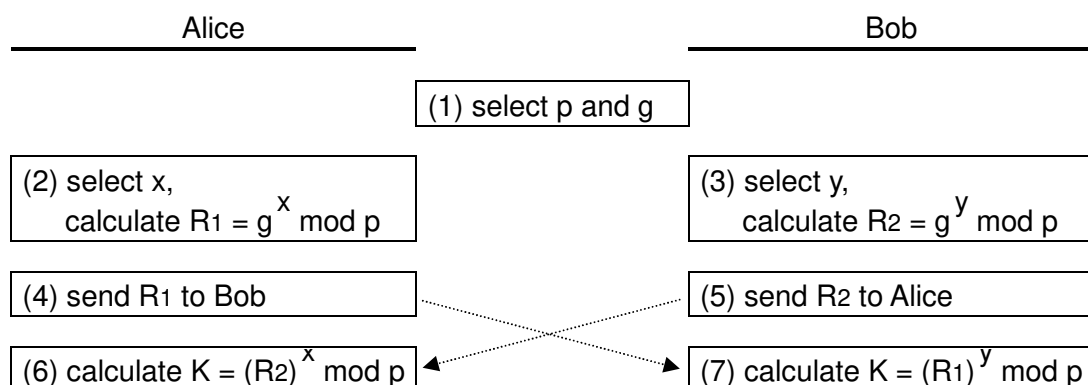 Alice
Bob
(1) select p and g
(2) select x,
calculate R1 = g^x mod p
(3) select y,
calculate R2 = g^y mod p
(4) send R1 to Bob
(5) send R2 to Alice
(6) calculate K = (R2)^x mod p
(7) calculate K = (R1)^y mod p